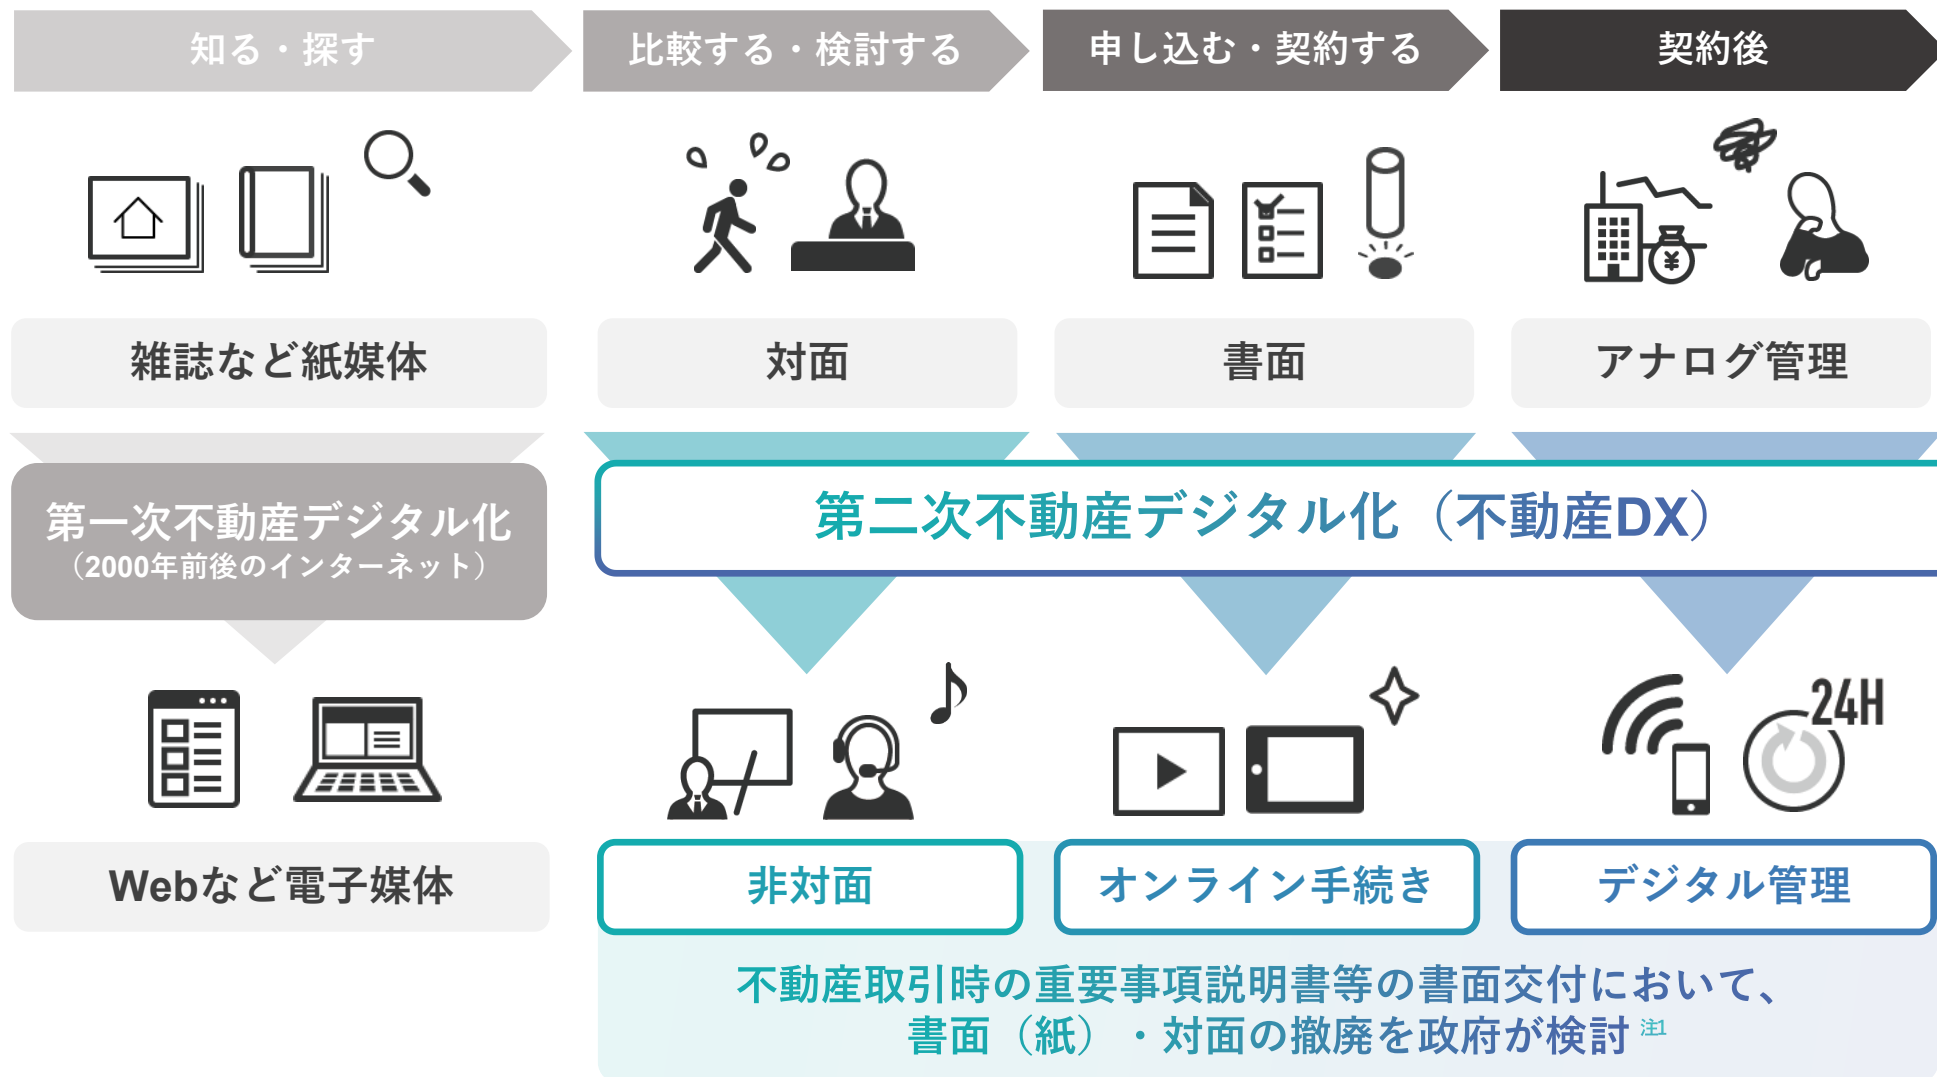 知る・探す
比較する・検討する
申し込む・契約する
契約後
雑誌など紙媒体
対面
書面
アナログ管理
第一次不動産デジタル化
（2000年前後のインターネット）
第二次不動産デジタル化（不動産DX）
24H
Webなど電子媒体
非対面
オンライン手続き
デジタル管理
不動産取引時の重要事項説明書等の書面交付において、
書面（紙）・対面の撤廃を政府が検討 注1
¥